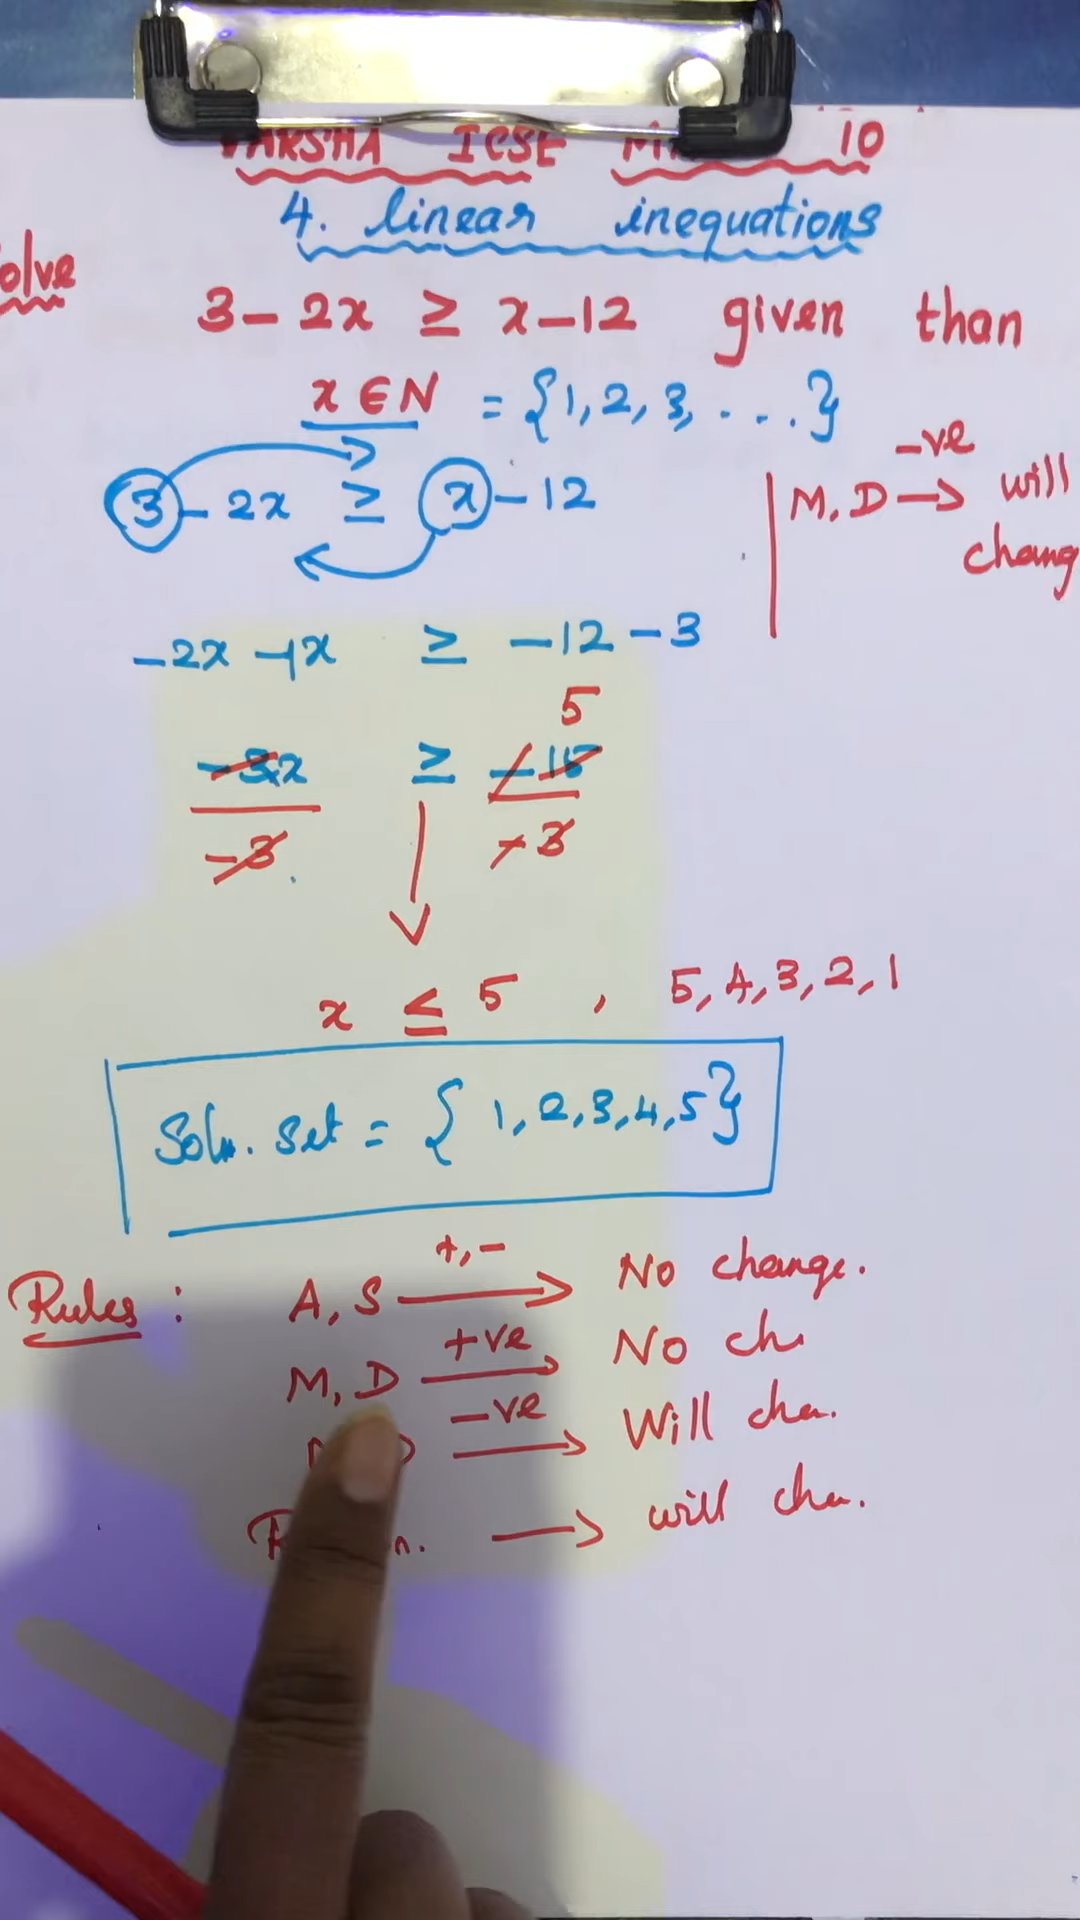 ICSE 10
4. linear inequations
olve
3 - 2x ≥ x - 12 given than
x ∈ N = {1, 2, 3, ...}
3 - 2x ≥ x - 12
-ve
M, D → will
chang
-2x - 1x ≥ -12 - 3
5
-3x ≥ -15
-3 -3
x ≤ 5 , 5, 4, 3, 2, 1
Soln. Set = { 1, 2, 3, 4, 5 }
Rules : A, S +, - → No change.
M, D +ve → No ch
-ve → Will cha.
→ will cha.